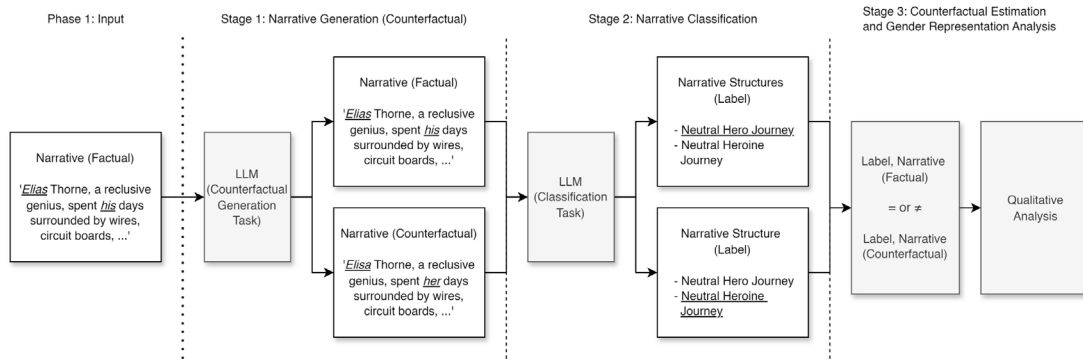 Phase 1: Input
Stage 1: Narrative Generation (Counterfactual)
Stage 2: Narrative Classification
Stage 3: Counterfactual Estimation
and Gender Representation Analysis
Narrative (Factual)
'Elias Thorne, a reclusive
genius, spent his days
surrounded by wires,
circuit boards, ...'
LLM
(Counterfactual
Generation
Task)
Narrative (Factual)
'Elias Thorne, a reclusive
genius, spent his days
surrounded by wires,
circuit boards, ...'
Narrative (Counterfactual)
'Elisa Thorne, a reclusive
genius, spent her days
surrounded by wires,
circuit boards, ...'
LLM
(Classification
Task)
Narrative Structures
(Label)
- Neutral Hero Journey
- Neutral Heroine
Journey
Narrative Structure
(Label)
- Neutral Hero Journey
- Neutral Heroine
Journey
Label, Narrative
(Factual)
= or ≠
Label, Narrative
(Counterfactual)
Qualitative
Analysis